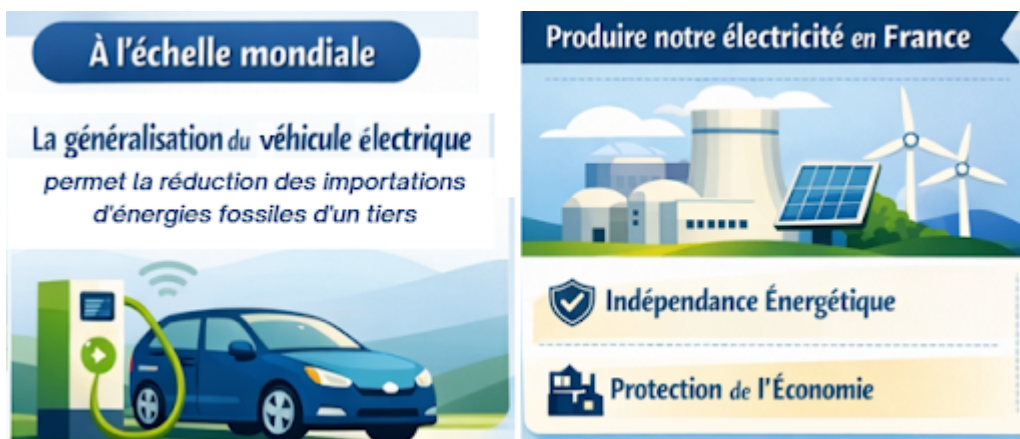 À l'échelle mondiale
La généralisation du véhicule électrique
permet la réduction des importations
d'énergies fossiles d'un tiers
Produire notre électricité en France
Indépendance Énergétique
Protection de l'Économie